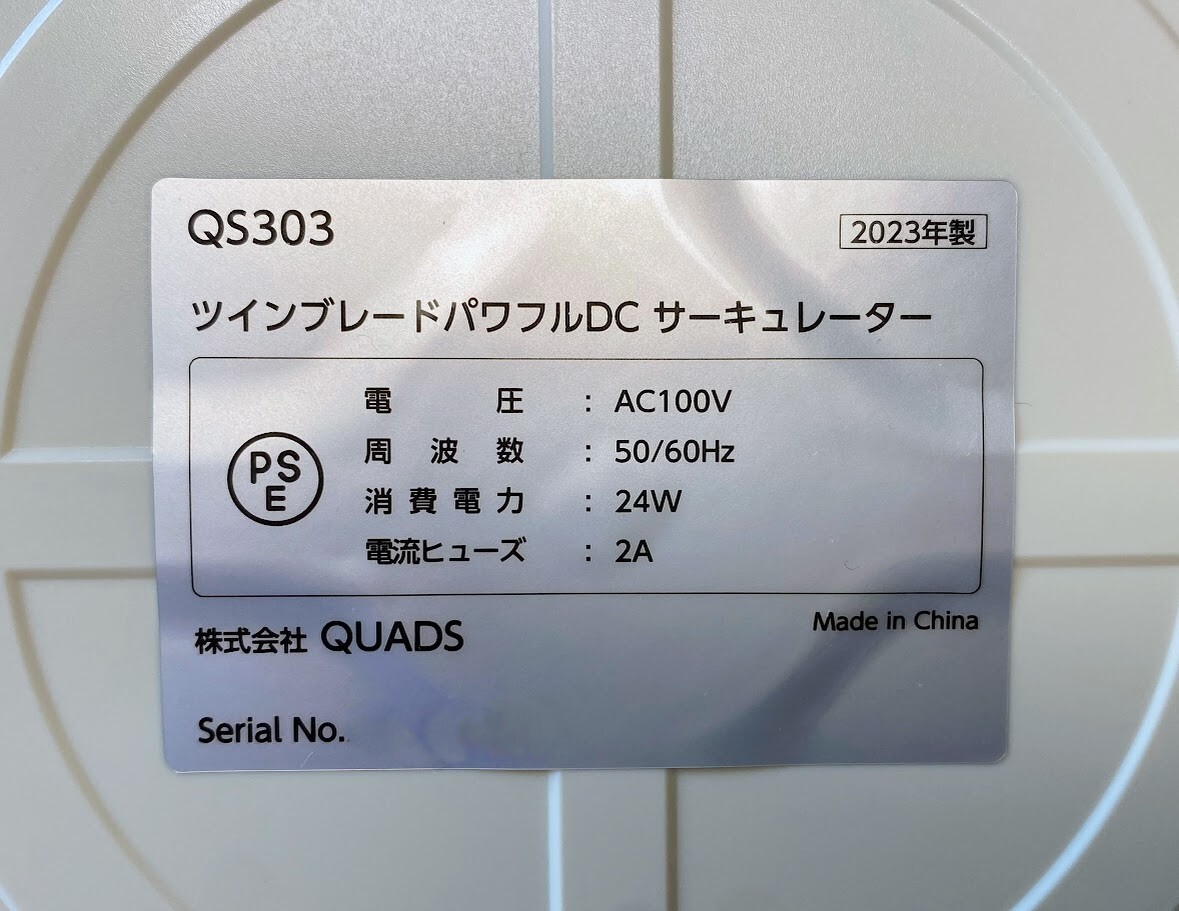 QS303
2023年製
ツインブレードパワフルDC サーキュレーター
PS
E
電圧 : AC100V
周波数 : 50/60Hz
消費電力 : 24W
電流ヒューズ : 2A
株式会社 QUADS
Made in China
Serial No.